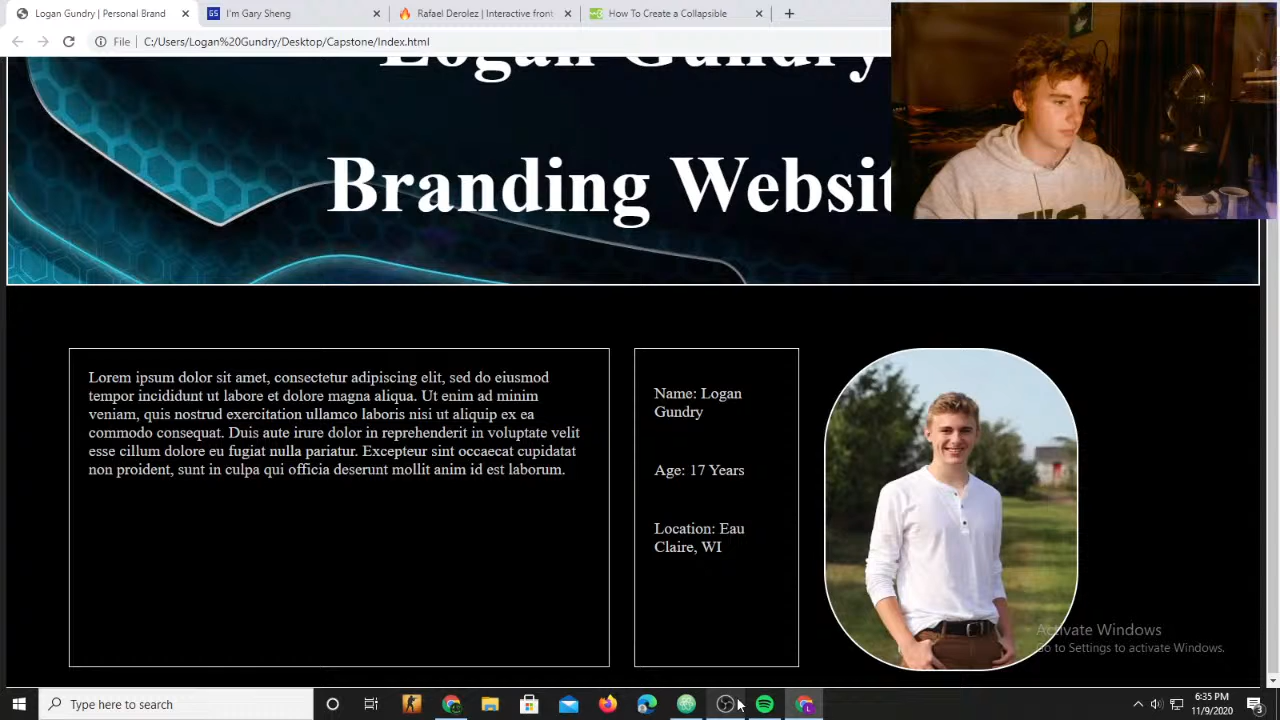 Logan Gundry | Personal Brand
GS I'm Gary Sheng
Rafael Derolez | Interactive front
How To Create a Collapsible
File C:/Users/Logan%20Gundry/Desktop/Capstone/Index.html
Logan Gundry
Branding Websit
Lorem ipsum dolor sit amet, consectetur adipiscing elit, sed do eiusmod
tempor incididunt ut labore et dolore magna aliqua. Ut enim ad minim
veniam, quis nostrud exercitation ullamco laboris nisi ut aliquip ex ea
commodo consequat. Duis aute irure dolor in reprehenderit in voluptate velit
esse cillum dolore eu fugiat nulla pariatur. Excepteur sint occaecat cupidatat
non proident, sunt in culpa qui officia deserunt mollit anim id est laborum.
Name: Logan
Gundry
Age: 17 Years
Location: Eau
Claire, WI
Activate Windows
Go to Settings to activate Windows.
Type here to search
6:35 PM
11/9/2020
3